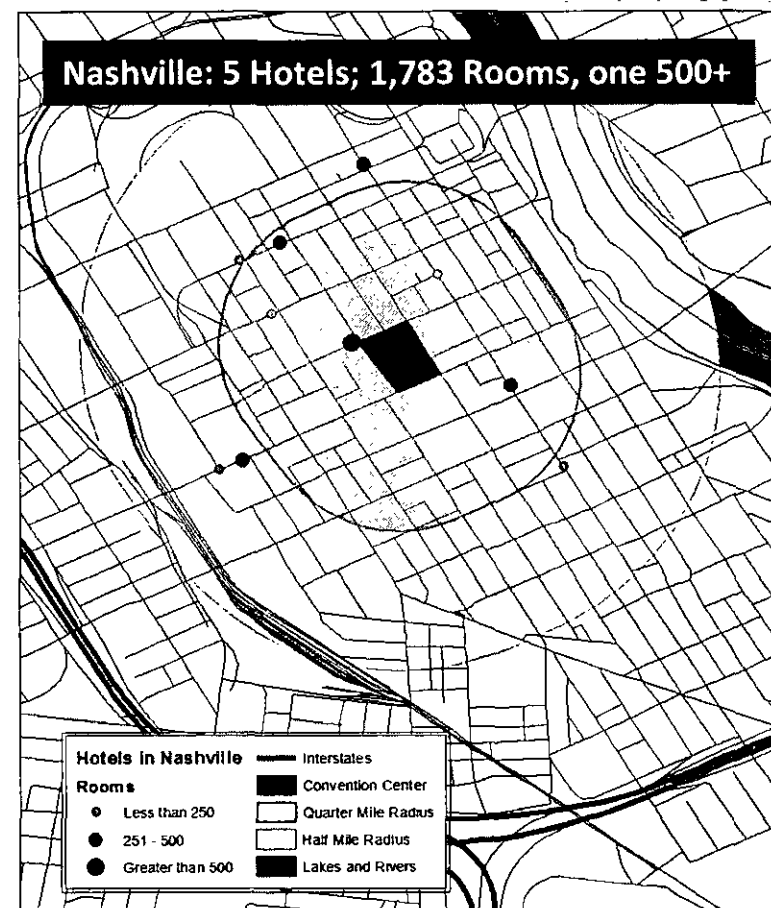 Nashville: 5 Hotels; 1,783 Rooms, one 500+
Hotels in Nashville
Rooms
Less than 250
251 - 500
Greater than 500
Interstates
Convention Center
Quarter Mile Radius
Half Mile Radius
Lakes and Rivers